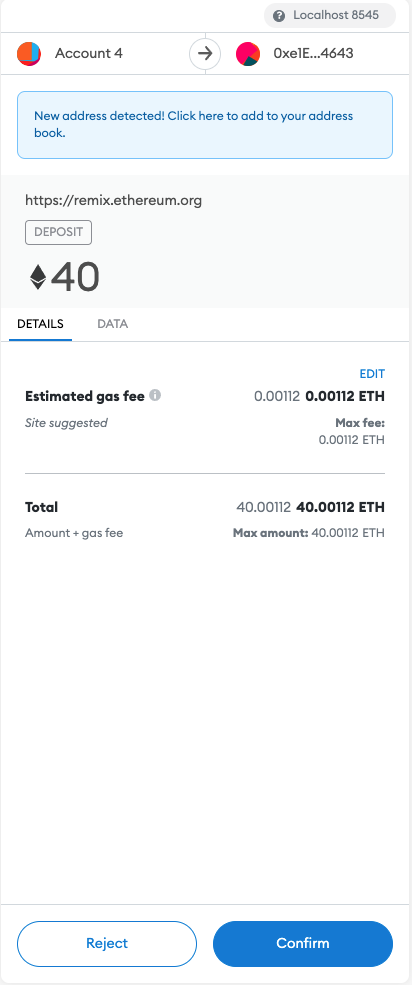 Localhost 8545
Account 4
0xe1E...4643
New address detected! Click here to add to your address
book.
https://remix.ethereum.org
DEPOSIT
40
DETAILS
DATA
EDIT
Estimated gas fee
0.00112 0.00112 ETH
Site suggested
Max fee:
0.00112 ETH
Total
40.00112 40.00112 ETH
Amount + gas fee
Max amount: 40.00112 ETH
Reject
Confirm